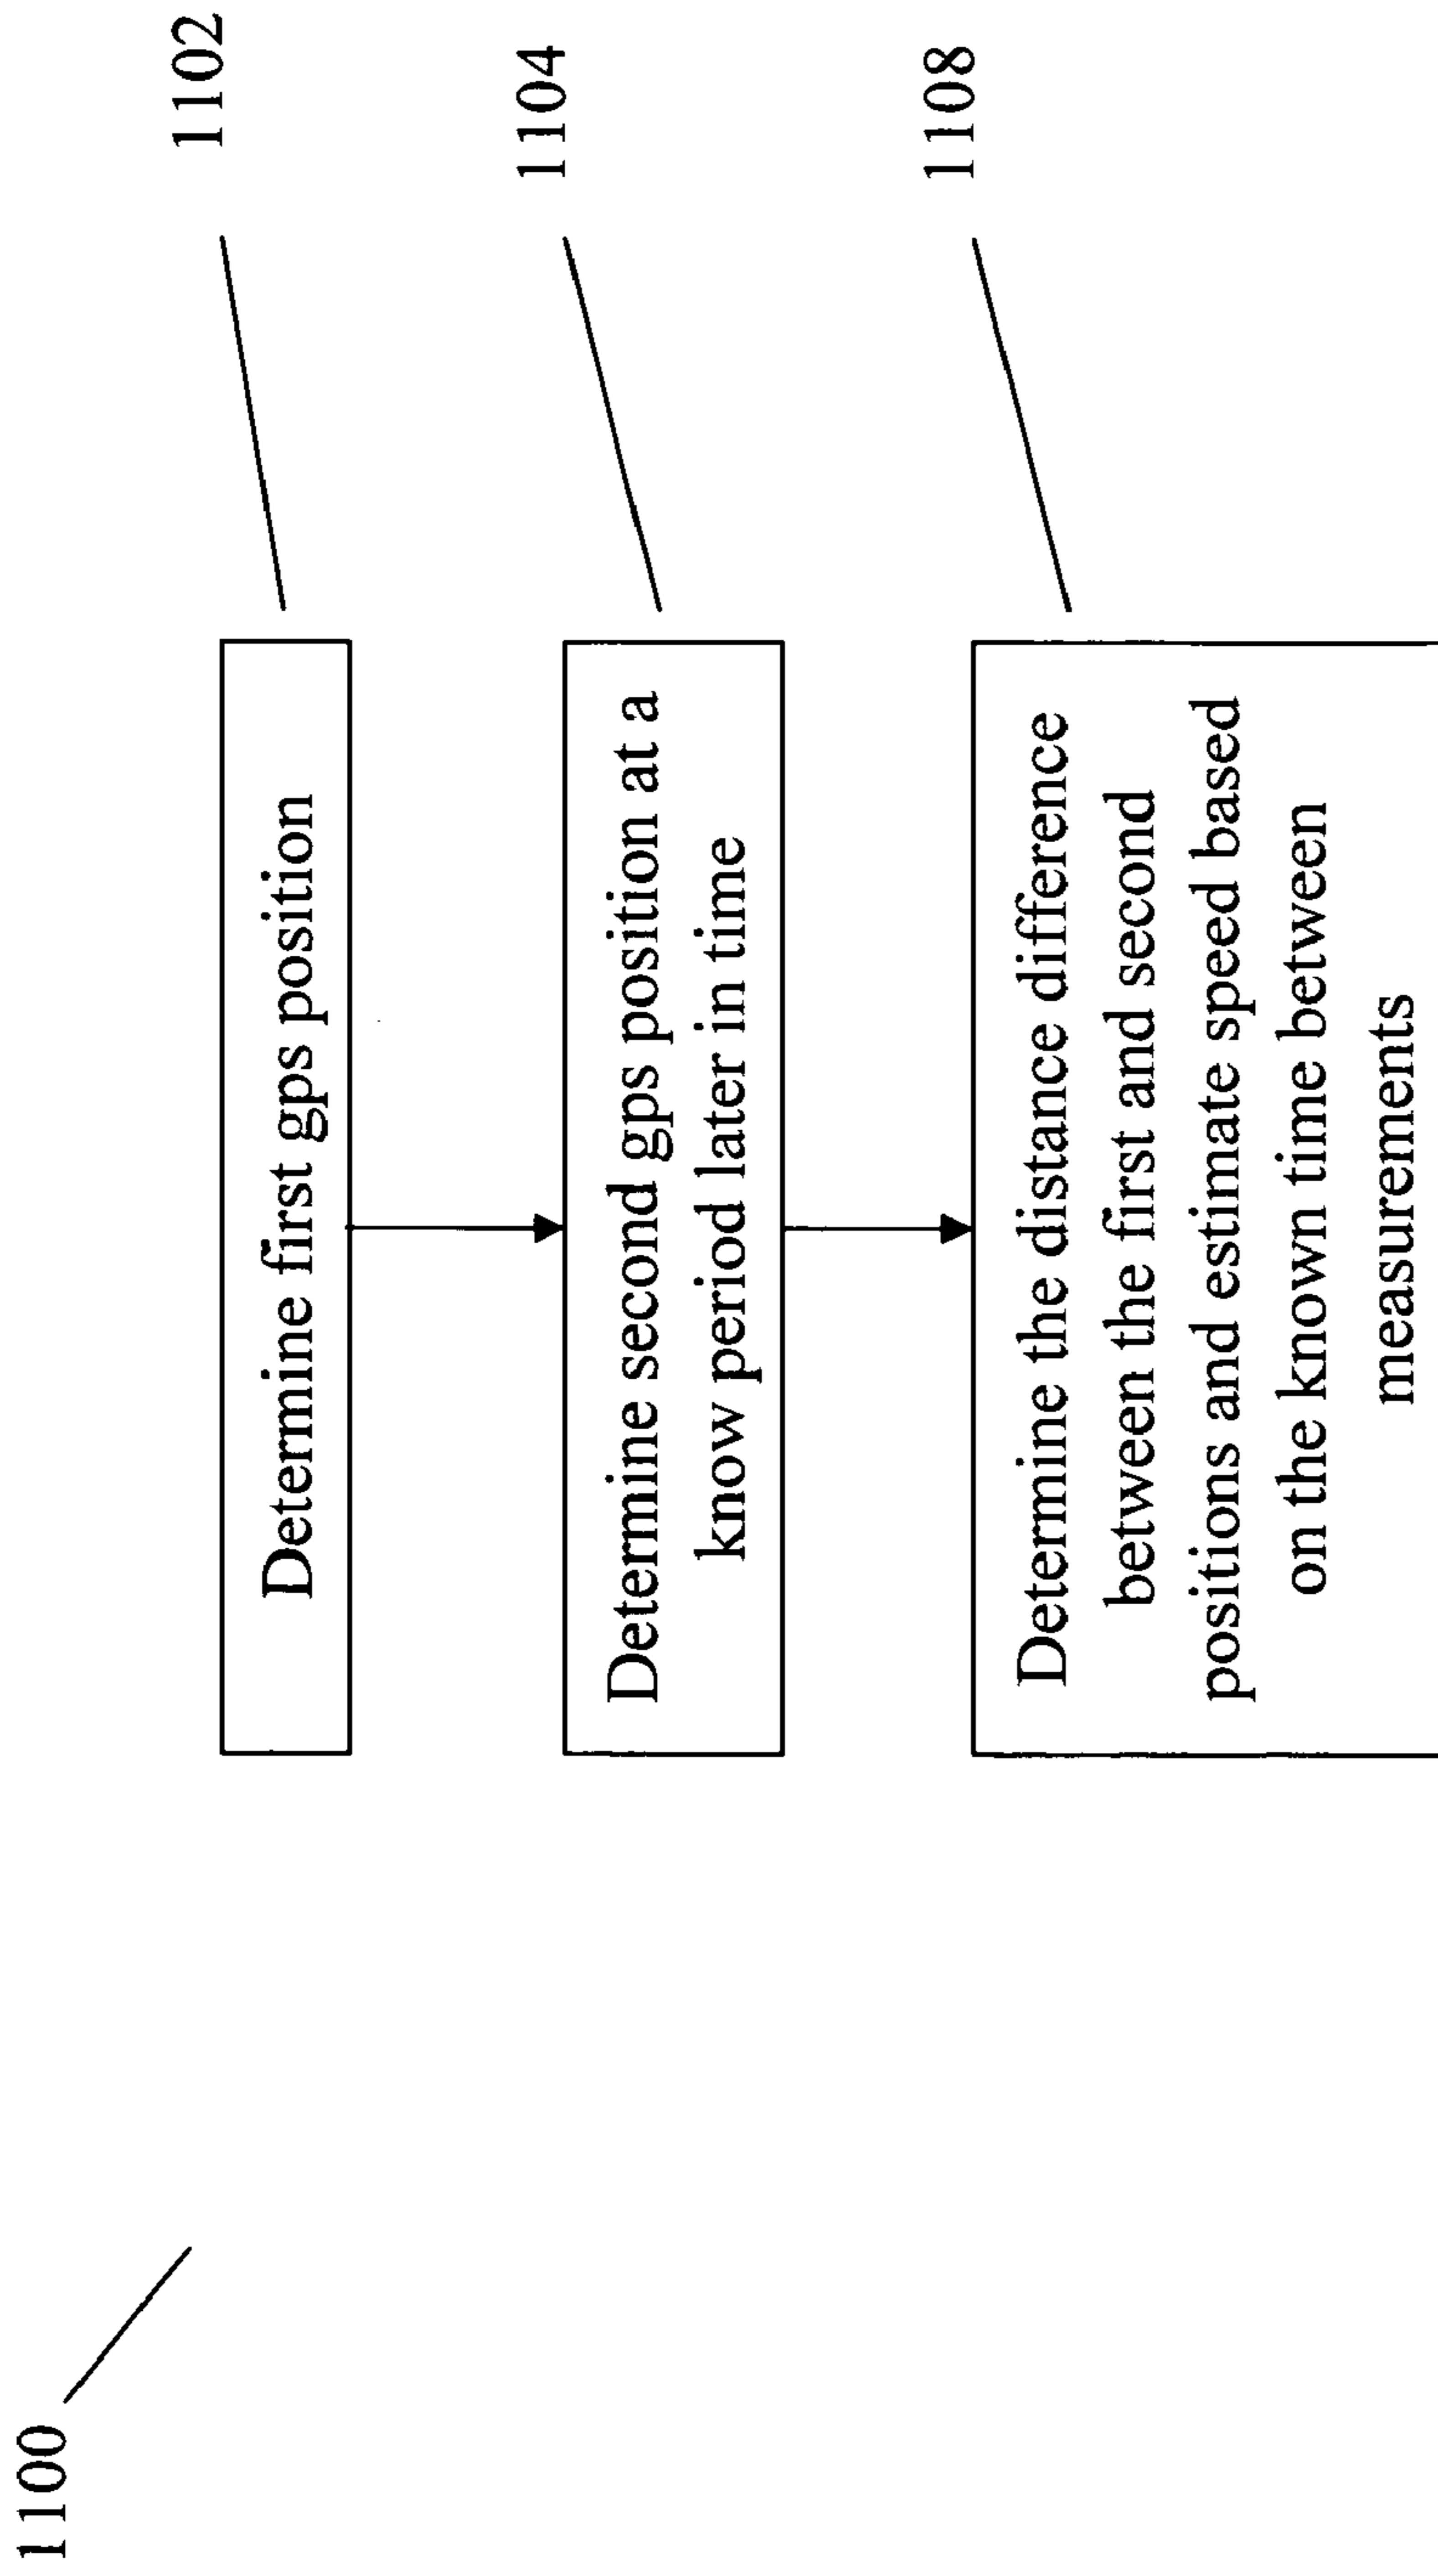 1100
1102
Determine first gps position
1104
Determine second gps position at a
know period later in time
1108
Determine the distance difference
between the first and second
positions and estimate speed based
on the known time between
measurements